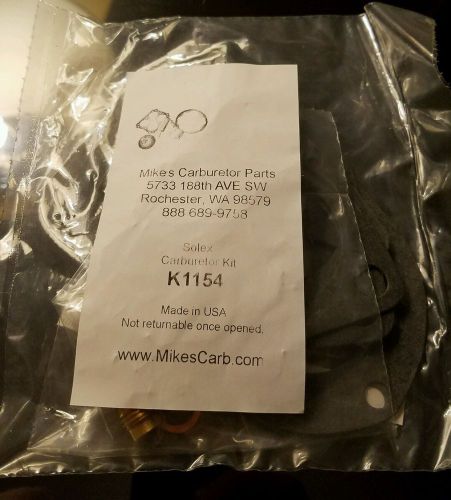 Mike's Carburetor Parts
5733 188th AVE SW
Rochester, WA 98579
888 689-9758
Solex
Carburetor Kit
K1154
Made in USA
Not returnable once opened.
www.MikesCarb.com